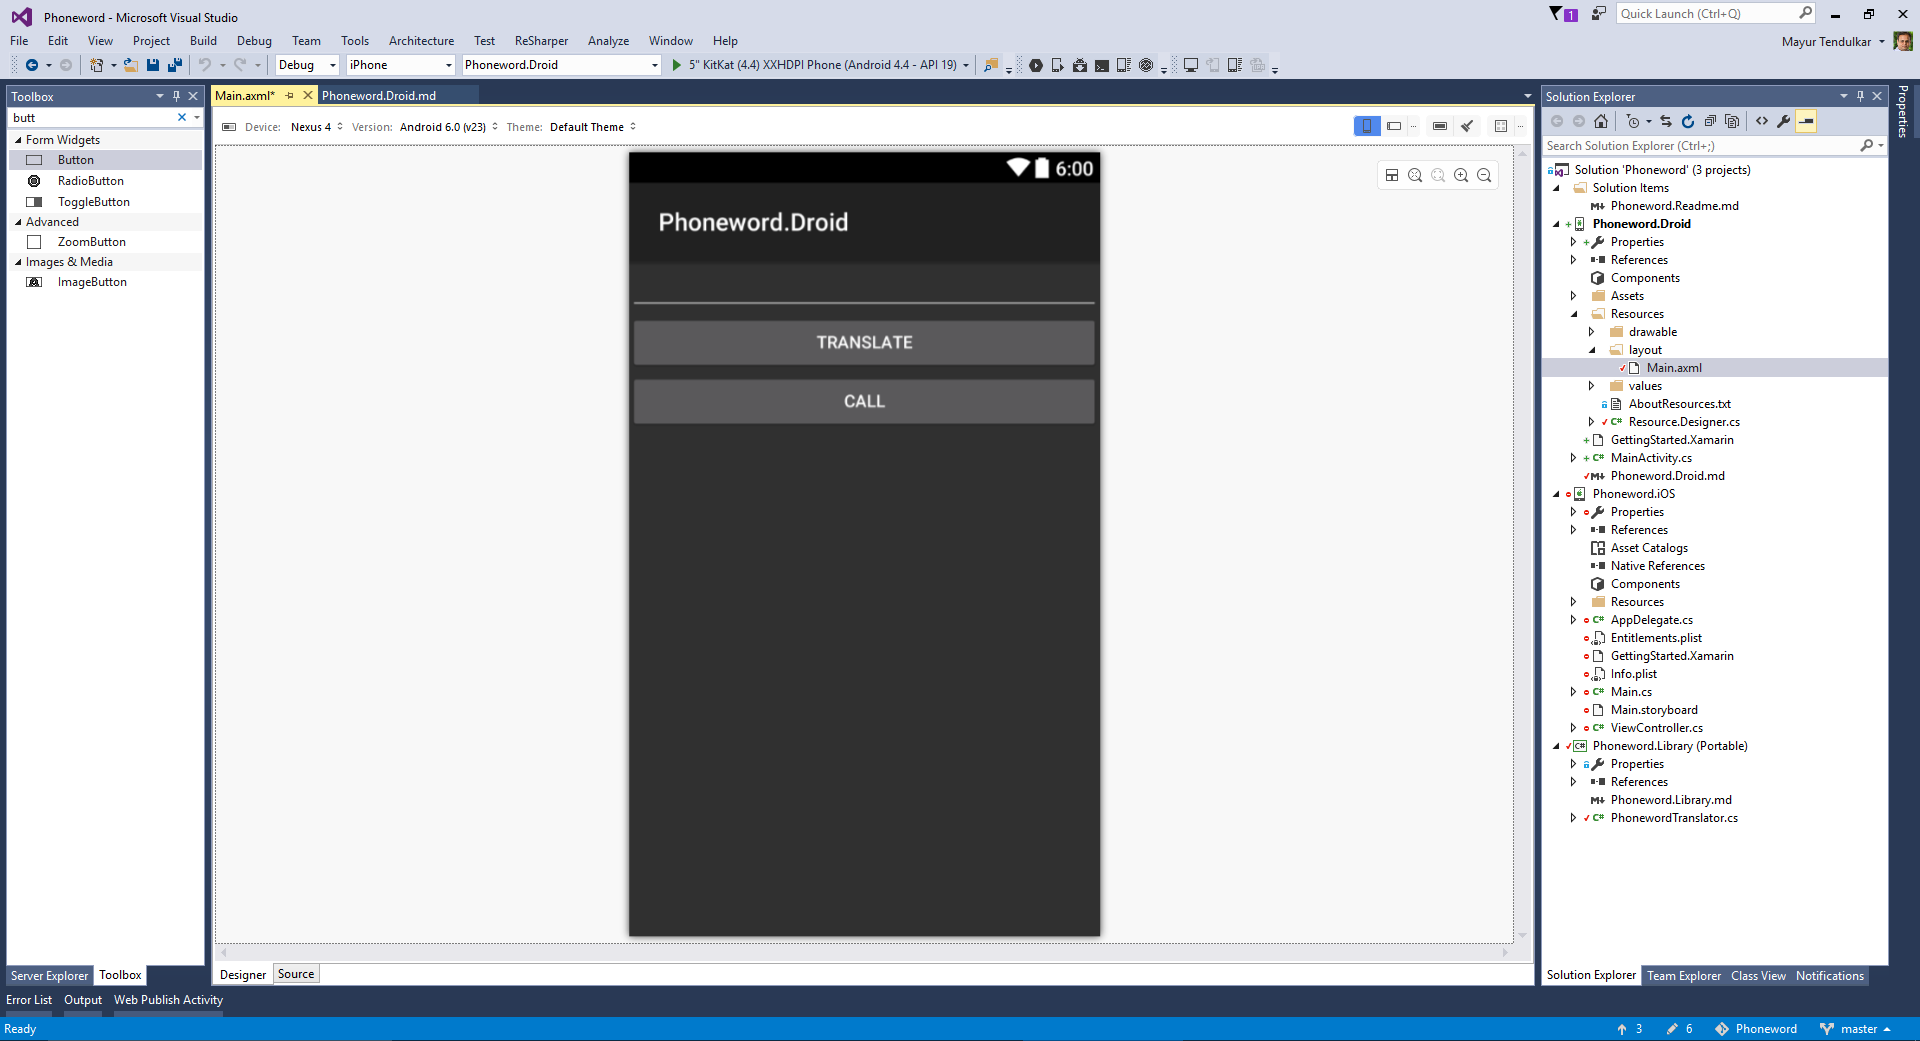 Phoneword - Microsoft Visual Studio
1
Quick Launch (Ctrl+Q)
File Edit View Project Build Debug Team Tools Architecture Test ReSharper Analyze Window Help
Mayur Tendulkar
Debug iPhone Phoneword.Droid 5" KitKat (4.4) XXHDPI Phone (Android 4.4 - API 19)
Toolbox
butt
Form Widgets
Button
RadioButton
ToggleButton
Advanced
ZoomButton
Images & Media
ImageButton
Server Explorer Toolbox
Main.axml* Phoneword.Droid.md
Device: Nexus 4 Version: Android 6.0 (v23) Theme: Default Theme
6:00
Phoneword.Droid
TRANSLATE
CALL
Designer Source
Solution Explorer
Search Solution Explorer (Ctrl+;)
Solution 'Phoneword' (3 projects)
Solution Items
Phoneword.Readme.md
Phoneword.Droid
Properties
References
Components
Assets
Resources
drawable
layout
Main.axml
values
AboutResources.txt
C# Resource.Designer.cs
GettingStarted.Xamarin
C# MainActivity.cs
Phoneword.Droid.md
Phoneword.iOS
Properties
References
Asset Catalogs
Native References
Components
Resources
C# AppDelegate.cs
Entitlements.plist
GettingStarted.Xamarin
Info.plist
C# Main.cs
Main.storyboard
C# ViewController.cs
C# Phoneword.Library (Portable)
Properties
References
Phoneword.Library.md
C# PhonewordTranslator.cs
Solution Explorer Team Explorer Class View Notifications
Properties
Error List Output Web Publish Activity
Ready
3 6 Phoneword master